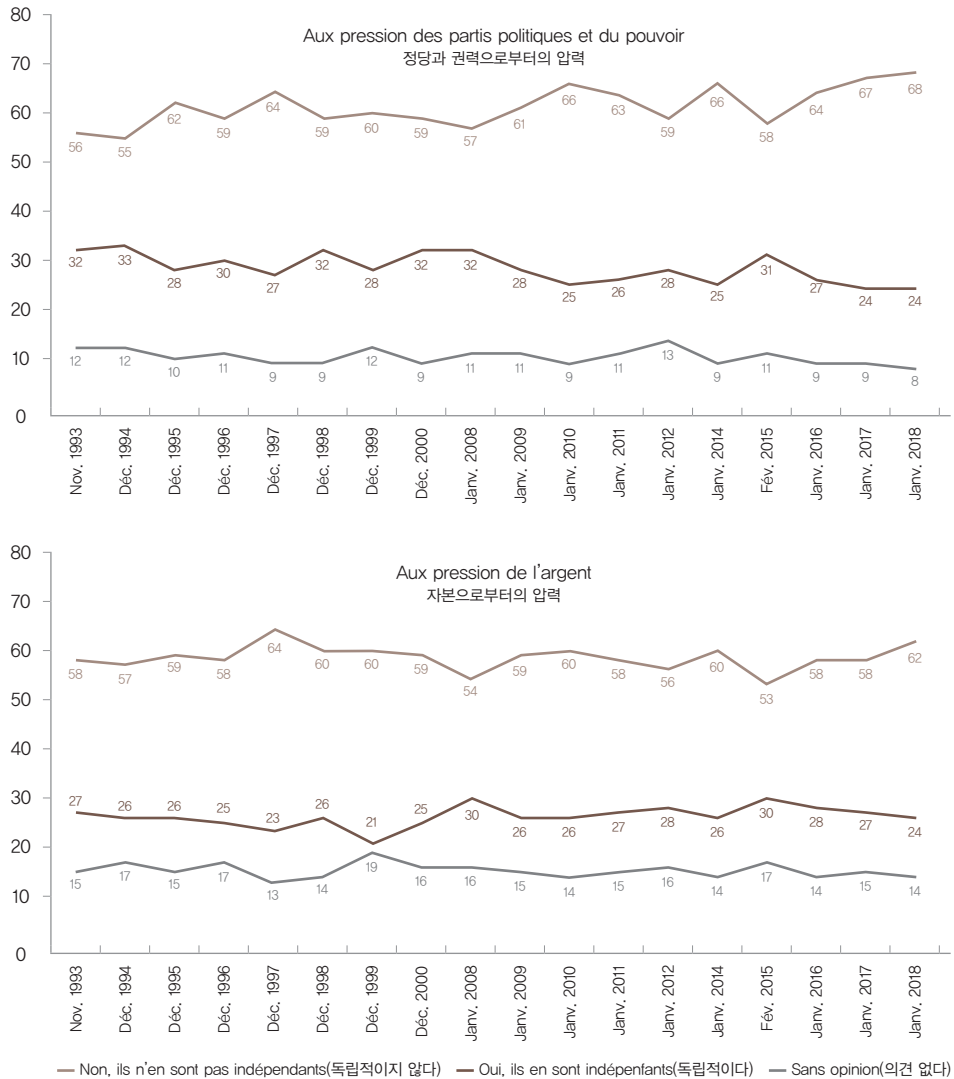 80
Aux pression des partis politiques et du pouvoir
정당과 권력으로부터의 압력
70
60
50
40
30
20
10
0
56 55 62 59 64 59 60 59 57 61 66 63 59 66 58 64 67 68
32 33 28 30 27 32 28 32 32 28 25 26 28 25 31 27 24 24
12 12 10 11 9 9 12 9 11 11 9 11 13 9 11 9 9 8
Nov. 1993 Déc. 1994 Déc. 1995 Déc. 1996 Déc. 1997 Déc. 1998 Déc. 1999 Déc. 2000 Janv. 2008 Janv. 2009 Janv. 2010 Janv. 2011 Janv. 2012 Janv. 2014 Fév. 2015 Janv. 2016 Janv. 2017 Janv. 2018
80
Aux pression de l'argent
자본으로부터의 압력
70
60
50
40
30
20
10
0
58 57 59 58 64 60 60 59 54 59 60 58 56 60 53 58 58 62
27 26 26 25 23 26 21 25 30 26 26 27 28 26 30 28 27 24
15 17 15 17 13 14 19 16 16 15 14 15 16 14 17 14 15 14
Nov. 1993 Déc. 1994 Déc. 1995 Déc. 1996 Déc. 1997 Déc. 1998 Déc. 1999 Déc. 2000 Janv. 2008 Janv. 2009 Janv. 2010 Janv. 2011 Janv. 2012 Janv. 2014 Fév. 2015 Janv. 2016 Janv. 2017 Janv. 2018
Non, ils n'en sont pas indépendants(독립적이지 않다) Oui, ils en sont indépenfants(독립적이다) Sans opinion(의견 없다)